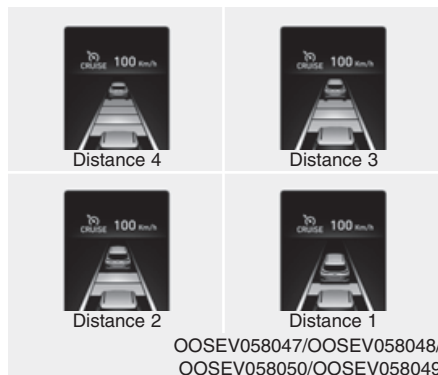 CRUISE 100 Km/h
CRUISE 100 Km/h
Distance 4
Distance 3
CRUISE 100 Km/h
CRUISE 100 Km/h
Distance 2
Distance 1
OOSEV058047/OOSEV058048/
OOSEV058050/OOSEV058049